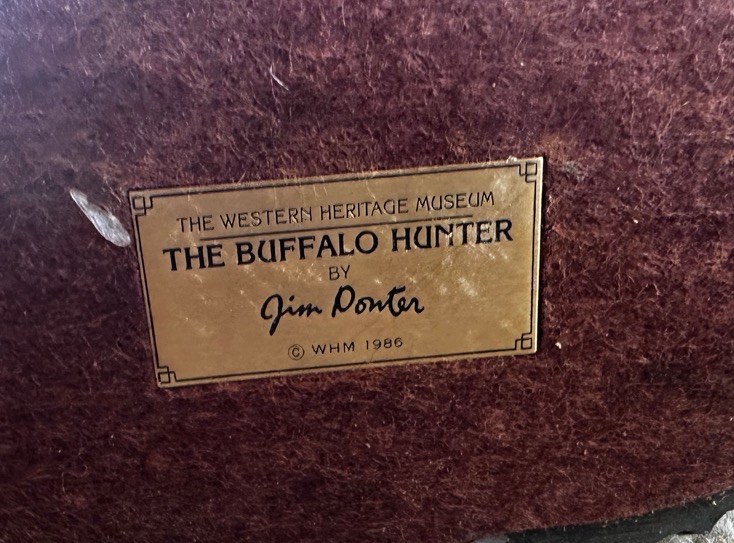 THE WESTERN HERITAGE MUSEUM
THE BUFFALO HUNTER
BY
Jim Ponter
© WHM 1986